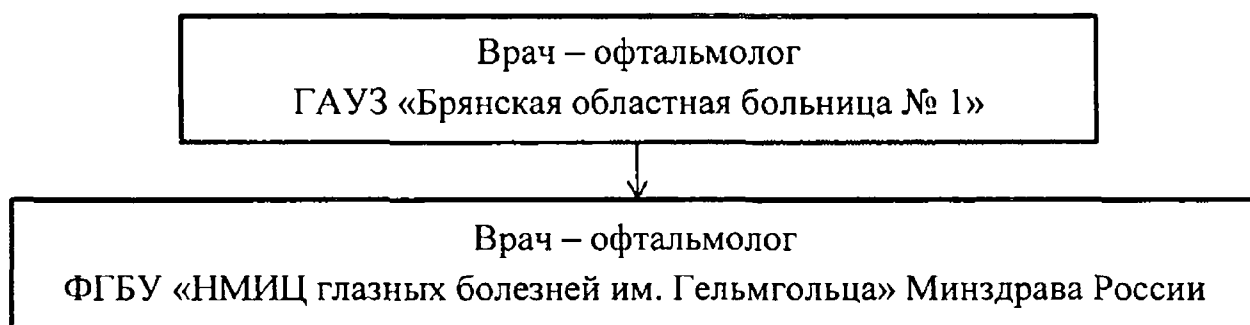 Врач – офтальмолог
ГАУЗ «Брянская областная больница № 1»
Врач – офтальмолог
ФГБУ «НМИЦ глазных болезней им. Гельмгольца» Минздрава России